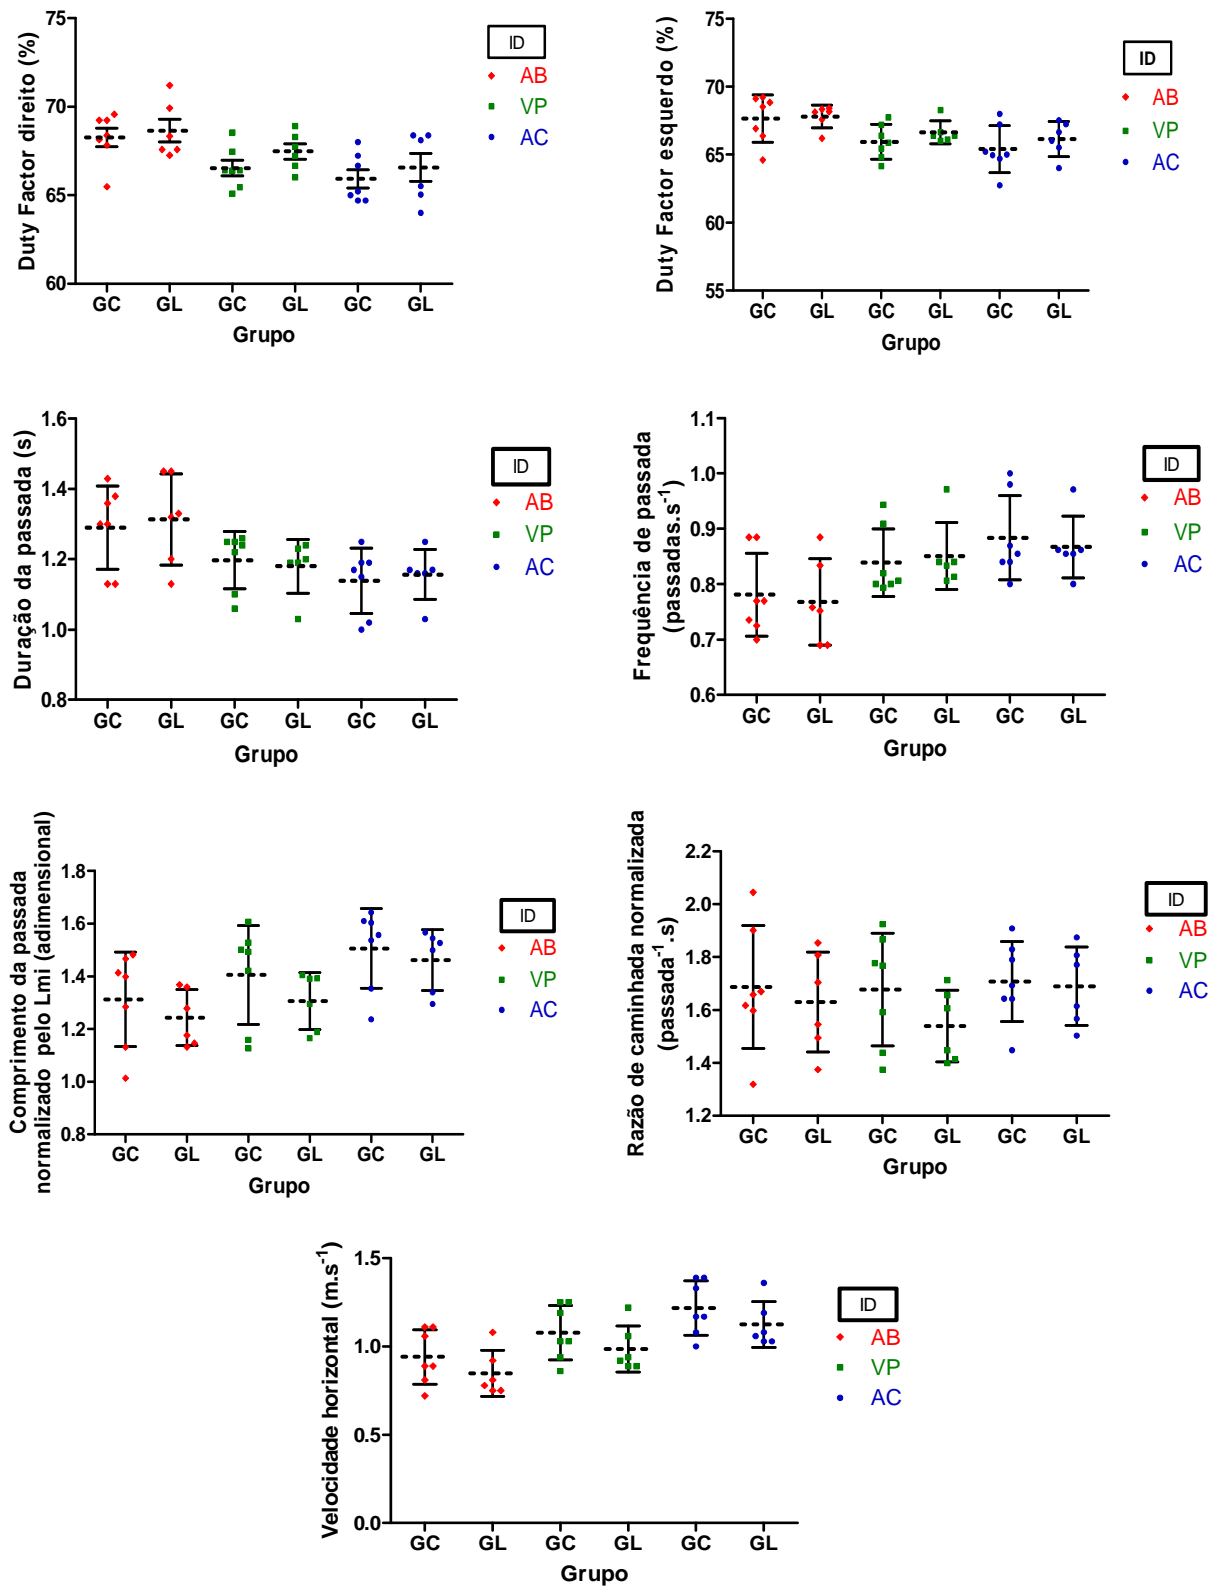 Duty Factor direito (%)
75
70
65
60
GC GL GC GL GC GL
Grupo
ID
AB
VP
AC
Duty Factor esquerdo (%)
75
70
65
60
55
GC GL GC GL GC GL
Grupo
ID
AB
VP
AC
Duração da passada (s)
1.6
1.4
1.2
1.0
0.8
GC GL GC GL GC GL
Grupo
ID
AB
VP
AC
Frequência de passada
(passadas.s⁻¹)
1.1
1.0
0.9
0.8
0.7
0.6
GC GL GC GL GC GL
Grupo
ID
AB
VP
AC
Comprimento da passada
normalizado pelo Lmi (adimensional)
1.8
1.6
1.4
1.2
1.0
0.8
GC GL GC GL GC GL
Grupo
ID
AB
VP
AC
Razão de caminhada normalizada
(passada⁻¹.s)
2.2
2.0
1.8
1.6
1.4
1.2
GC GL GC GL GC GL
Grupo
ID
AB
VP
AC
Velocidade horizontal (m.s⁻¹)
1.5
1.0
0.5
0.0
GC GL GC GL GC GL
Grupo
ID
AB
VP
AC